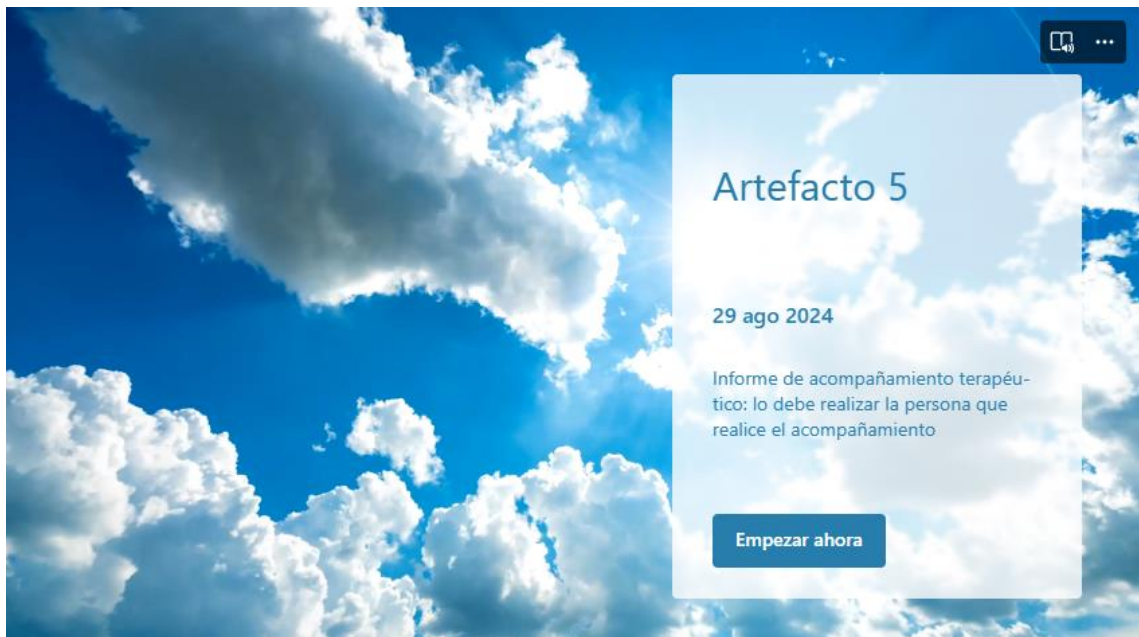 Artefacto 5
29 ago 2024
Informe de acompañamiento terapéu-
tico: lo debe realizar la persona que
realice el acompañamiento
Empezar ahora